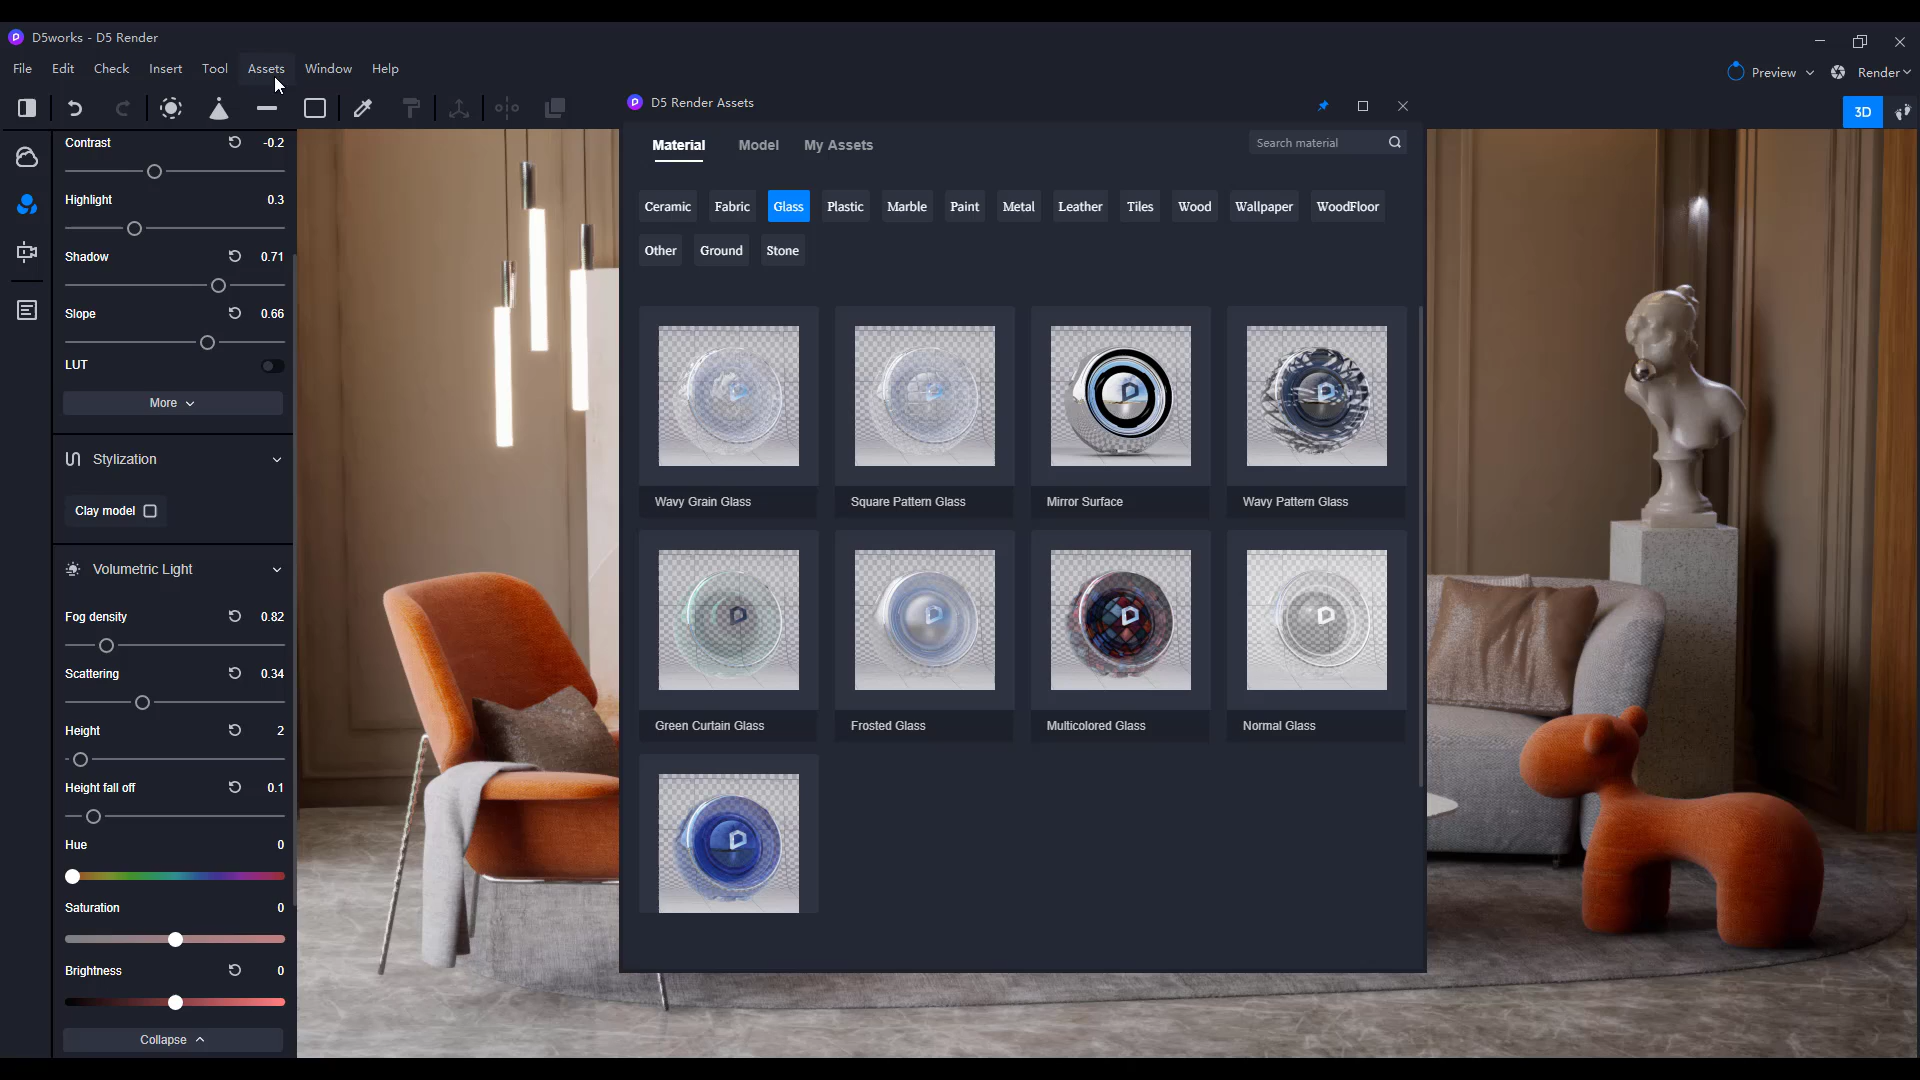 D5works - D5 Render
File Edit Check Insert Tool Assets Window Help
Preview Render
3D
Contrast -0.2
Highlight 0.3
Shadow 0.71
Slope 0.66
LUT
More
Stylization
Clay model
Volumetric Light
Fog density 0.82
Scattering 0.34
Height 2
Height fall off 0.1
Hue 0
Saturation 0
Brightness 0
Collapse
D5 Render Assets
Material Model My Assets Search material
Ceramic Fabric Glass Plastic Marble Paint Metal Leather Tiles Wood Wallpaper WoodFloor
Other Ground Stone
Wavy Grain Glass Square Pattern Glass Mirror Surface Wavy Pattern Glass
Green Curtain Glass Frosted Glass Multicolored Glass Normal Glass